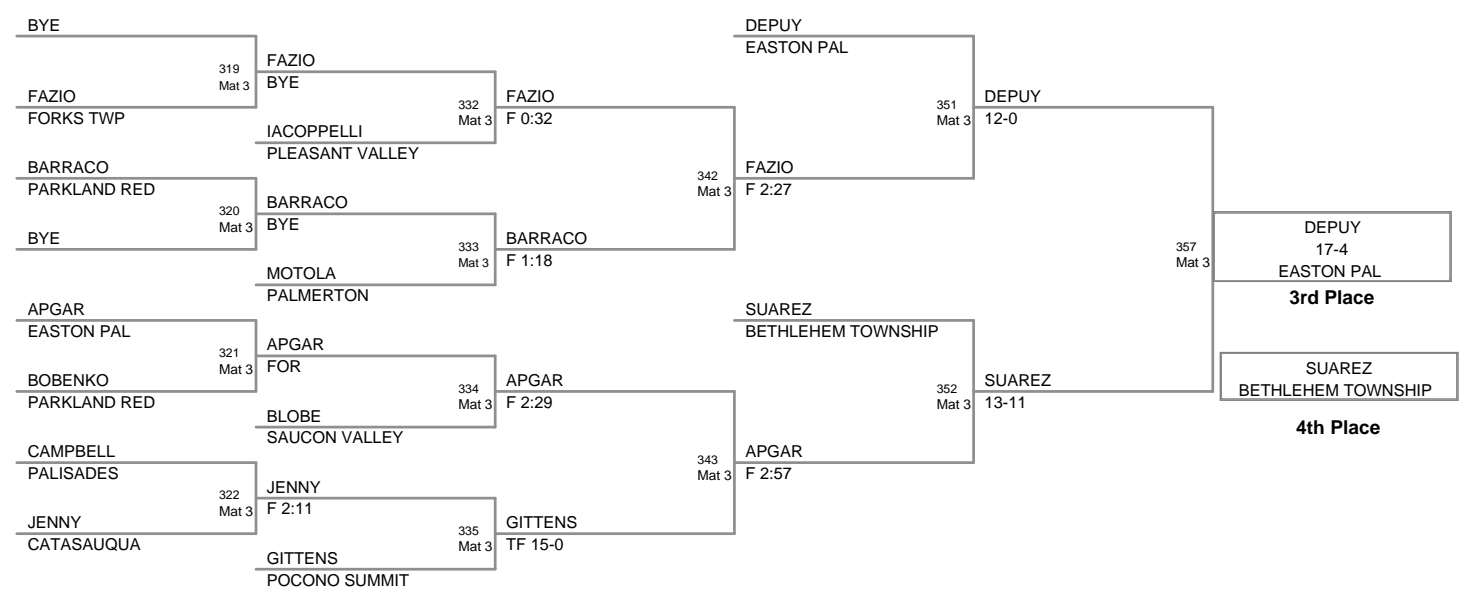 BYE
319
Mat 3
FAZIO
FORKS TWP
BARRACO
PARKLAND RED
320
Mat 3
BYE
APGAR
EASTON PAL
321
Mat 3
BOBENKO
PARKLAND RED
CAMPBELL
PALISADES
322
Mat 3
JENNY
CATASAUQUA
FAZIO
BYE
332
Mat 3
IACOPPELLI
PLEASANT VALLEY
BARRACO
BYE
333
Mat 3
MOTOLA
PALMERTON
APGAR
FOR
334
Mat 3
BLOBE
SAUCON VALLEY
JENNY
F 2:11
335
Mat 3
GITTENS
POCONO SUMMIT
FAZIO
F 0:32
342
Mat 3
BARRACO
F 1:18
APGAR
F 2:29
343
Mat 3
GITTENS
TF 15-0
DEPUY
EASTON PAL
351
Mat 3
FAZIO
F 2:27
SUAREZ
BETHLEHEM TOWNSHIP
352
Mat 3
APGAR
F 2:57
DEPUY
12-0
357
Mat 3
SUAREZ
13-11
DEPUY
17-4
EASTON PAL
3rd Place
SUAREZ
BETHLEHEM TOWNSHIP
4th Place